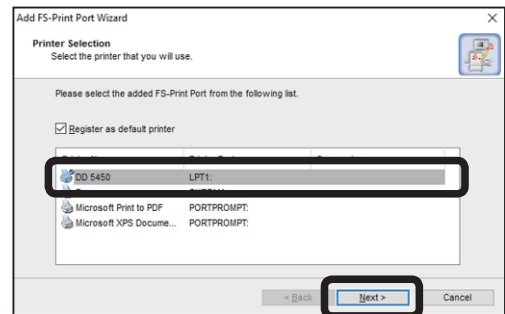 Add FS-Print Port Wizard
Printer Selection
Select the printer that you will use.
Please select the added FS-Print Port from the following list.
Register as default printer
DD 5450 LPT1:
Microsoft Print to PDF PORTPROMPT:
Microsoft XPS Docume... PORTPROMPT:
< Back Next > Cancel